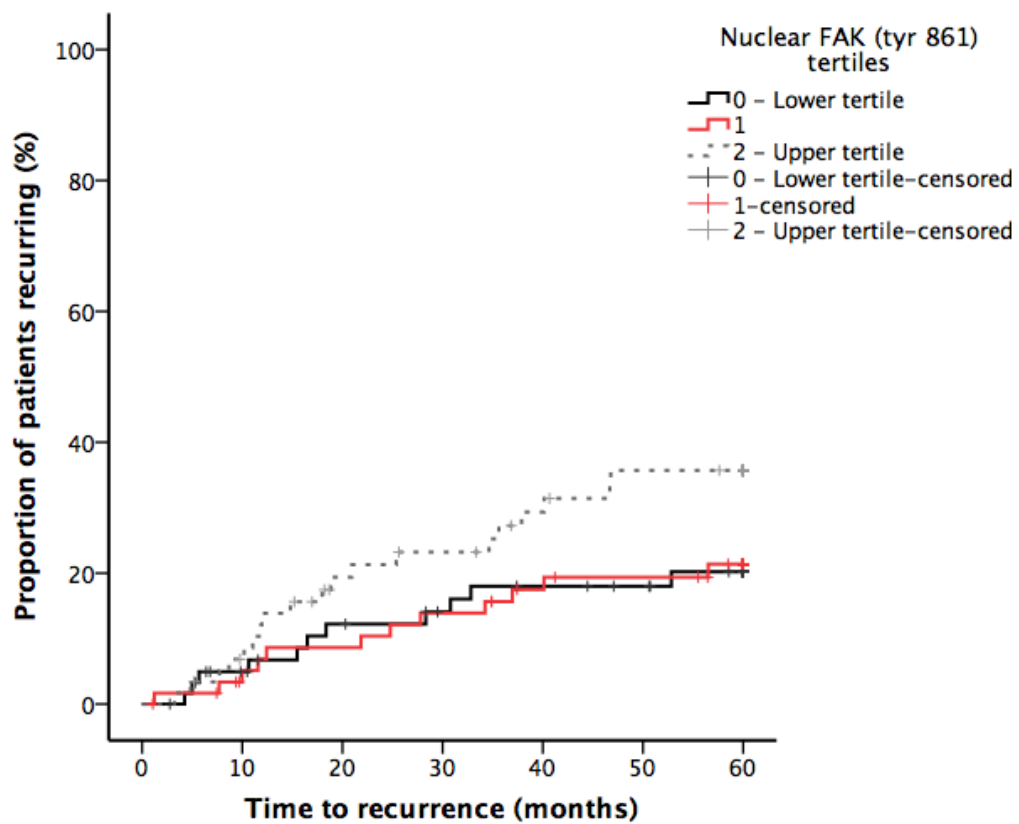 Nuclear FAK (tyr 861)
tertiles
0 – Lower tertile
1
2 – Upper tertile
0 – Lower tertile-censored
1-censored
2 – Upper tertile-censored
Proportion of patients recurring (%)
100
80
60
40
20
0
0 10 20 30 40 50 60
Time to recurrence (months)